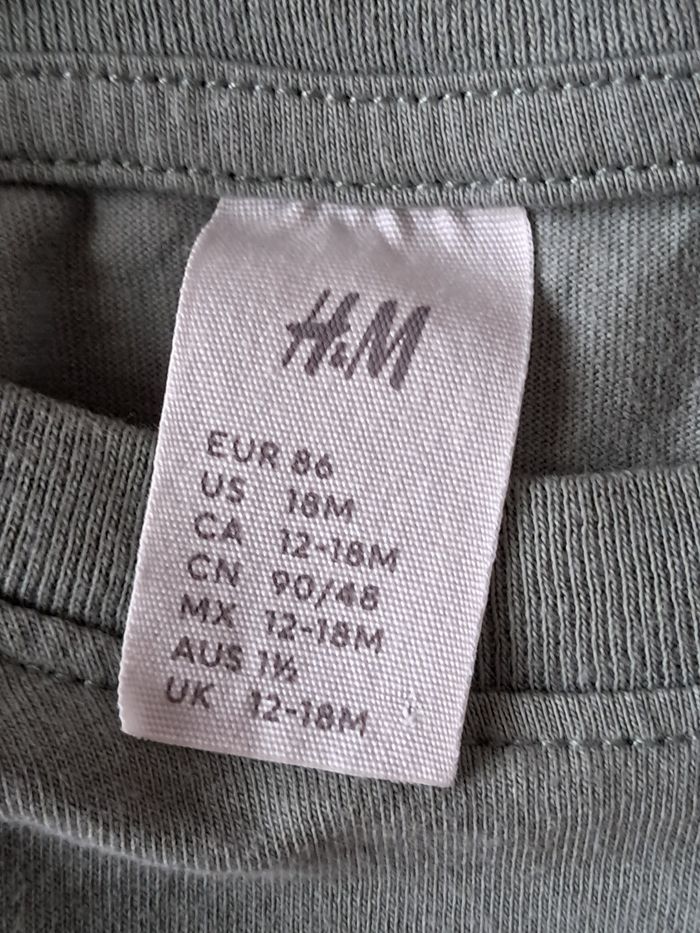 H&M
EUR 86
US 18M
CA 12-18M
CN 90/48
MX 12-18M
AUS 1½
UK 12-18M